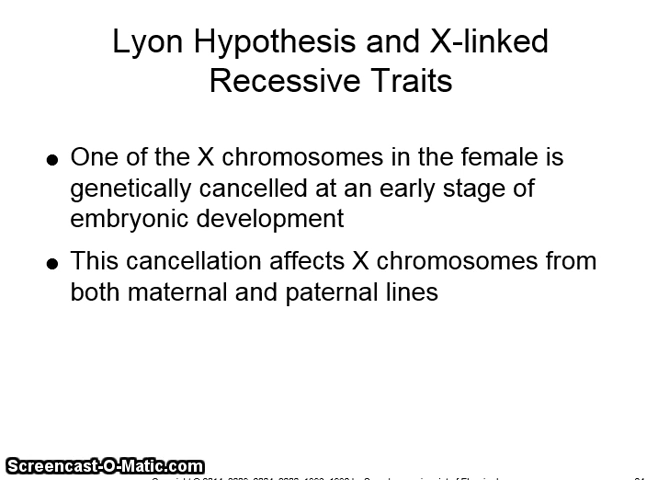 Lyon Hypothesis and X-linked
Recessive Traits
● One of the X chromosomes in the female is
genetically cancelled at an early stage of
embryonic development
● This cancellation affects X chromosomes from
both maternal and paternal lines
Screencast-O-Matic.com